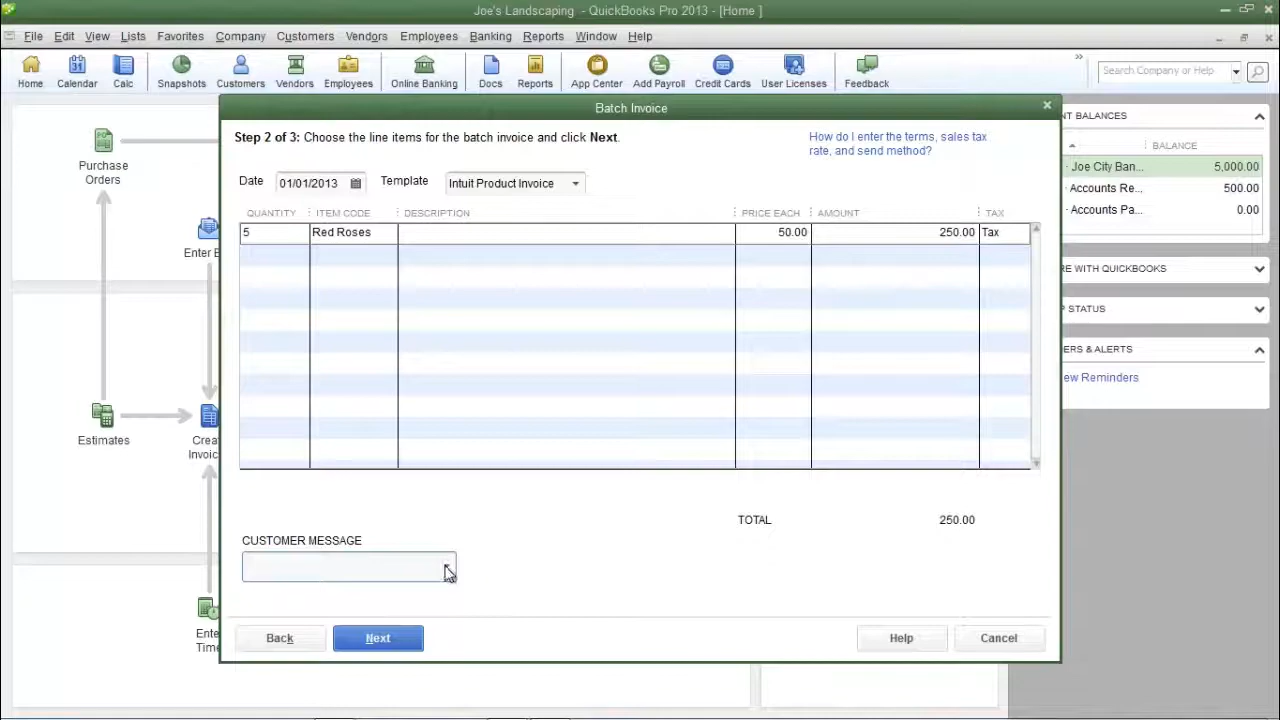 Joe's Landscaping - QuickBooks Pro 2013 - [Home ]
File Edit View Lists Favorites Company Customers Vendors Employees Banking Reports Window Help
Home Calendar Calc Snapshots Customers Vendors Employees Online Banking Docs Reports App Center Add Payroll Credit Cards User Licenses Feedback » Search Company or Help
Batch Invoice
NT BALANCES
Step 2 of 3: Choose the line items for the batch invoice and click Next.
How do I enter the terms, sales tax
rate, and send method?
BALANCE
Purchase
Orders
Joe City Ban... 5,000.00
Date 01/01/2013 Template Intuit Product Invoice
Accounts Re... 500.00
Accounts Pa... 0.00
QUANTITY ITEM CODE DESCRIPTION PRICE EACH AMOUNT TAX
5 Red Roses 50.00 250.00 Tax
Enter B
RE WITH QUICKBOOKS
P STATUS
ERS & ALERTS
ew Reminders
Estimates
Crea
Invoic
TOTAL 250.00
CUSTOMER MESSAGE
Ente
Time
Back Next Help Cancel